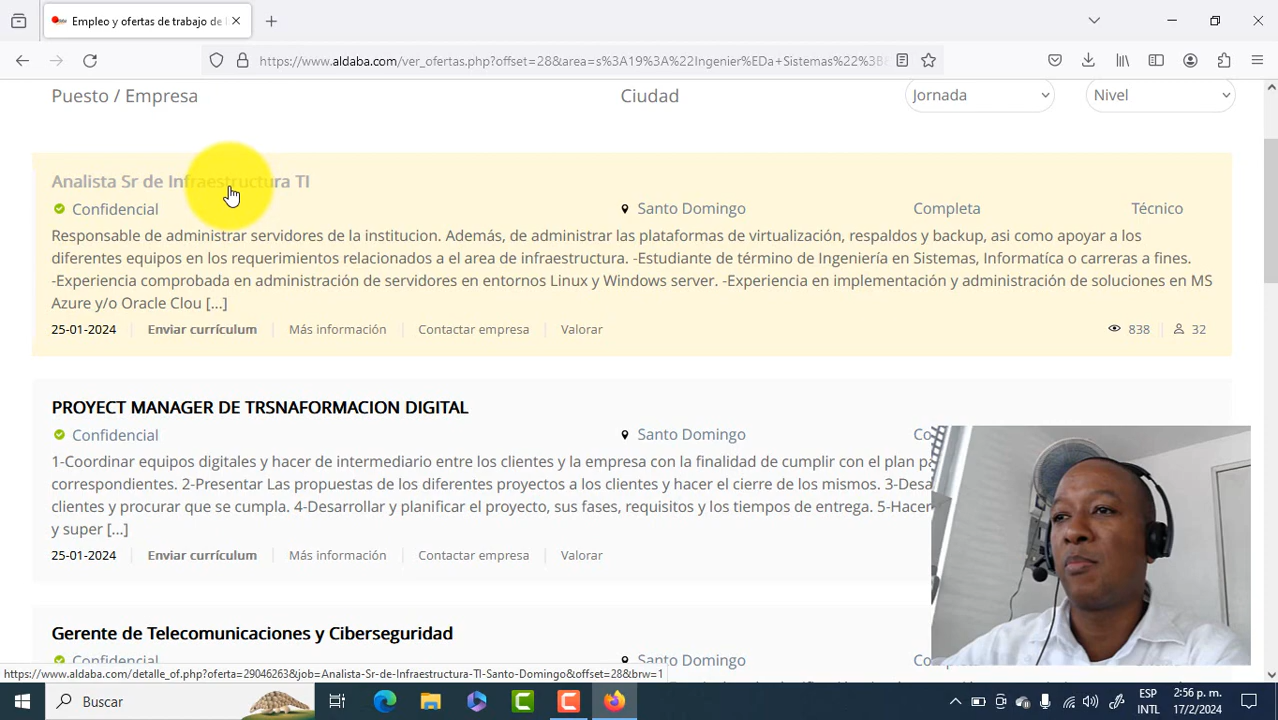 Empleo y ofertas de trabajo de
https://www.aldaba.com/ver_ofertas.php?offset=28&area=s%3A19%3A%22Ingenier%EDa+Sistemas%22%3B
Puesto / Empresa
Ciudad
Jornada
Nivel
Analista Sr de Infraestructura TI
Confidencial
Santo Domingo
Completa
Técnico
Responsable de administrar servidores de la institucion. Además, de administrar las plataformas de virtualización, respaldos y backup, asi como apoyar a los
diferentes equipos en los requerimientos relacionados al area de infraestructura. -Estudiante de término de Ingeniería en Sistemas, Informatíca o carreras a fines.
-Experiencia comprobada en administración de servidores en entornos Linux y Windows server. -Experiencia en implementación y administración de soluciones en MS
Azure y/o Oracle Clou [...]
25-01-2024
Enviar currículum
Más información
Contactar empresa
Valorar
838
32
PROYECT MANAGER DE TRSNAFORMACION DIGITAL
Confidencial
Santo Domingo
Co
1-Coordinar equipos digitales y hacer de intermediario entre los clientes y la empresa con la finalidad de cumplir con el plan pa
correspondientes. 2-Presentar Las propuestas de los diferentes proyectos a los clientes y hacer el cierre de los mismos. 3-Desa
clientes y procurar que se cumpla. 4-Desarrollar y planificar el proyecto, sus fases, requisitos y los tiempos de entrega. 5-Hacer
y super [...]
25-01-2024
Enviar currículum
Más información
Contactar empresa
Valorar
Gerente de Telecomunicaciones y Ciberseguridad
Confidencial
Santo Domingo
https://www.aldaba.com/detalle_of.php?oferta=29046263&job=Analista-Sr-de-Infraestructura-TI-Santo-Domingo&offset=28&brw=1
Buscar
ESP
INTL
2:56 p. m.
17/2/2024